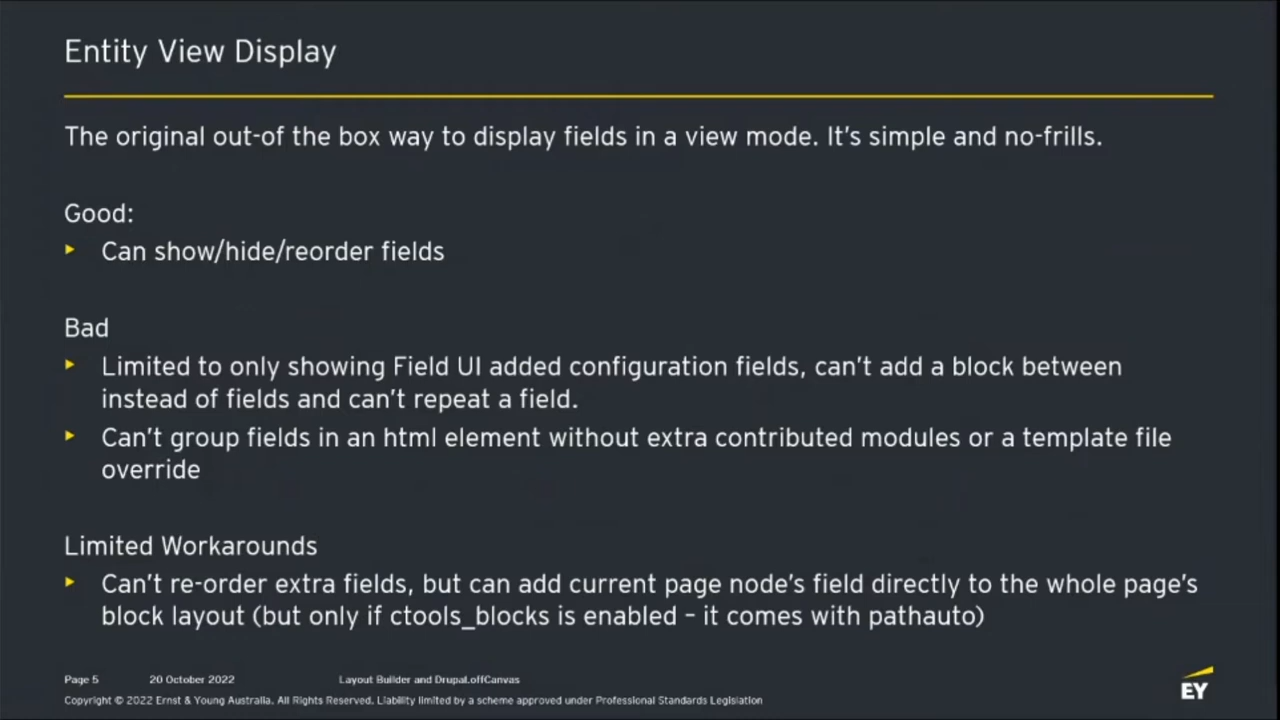 Entity View Display
The original out-of the box way to display fields in a view mode. It's simple and no-frills.
Good:
Can show/hide/reorder fields
Bad
Limited to only showing Field UI added configuration fields, can't add a block between
instead of fields and can't repeat a field.
Can't group fields in an html element without extra contributed modules or a template file
override
Limited Workarounds
Can't re-order extra fields, but can add current page node's field directly to the whole page's
block layout (but only if ctools_blocks is enabled – it comes with pathauto)
Page 5 20 October 2022 Layout Builder and Drupal.offCanvas
Copyright © 2022 Ernst & Young Australia. All Rights Reserved. Liability limited by a scheme approved under Professional Standards Legislation
EY